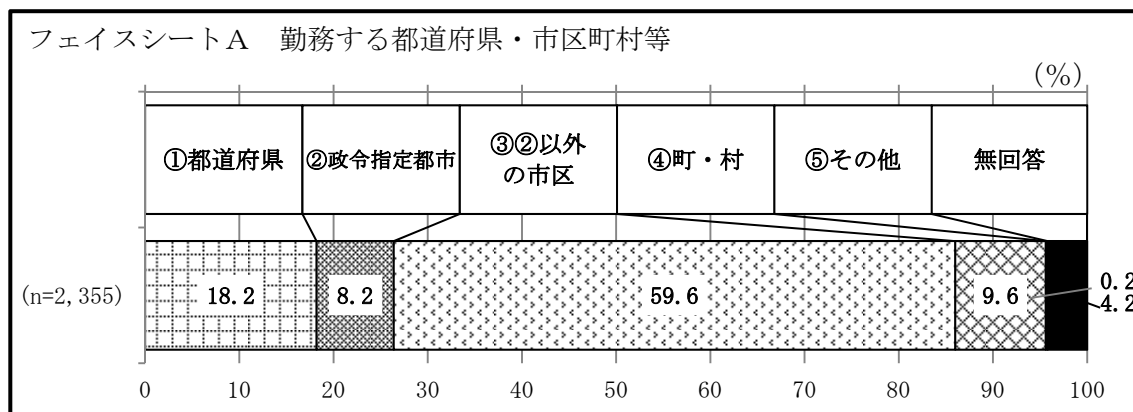 フェイスシートＡ　勤務する都道府県・市区町村等
(%)
①都道府県
②政令指定都市
③②以外
の市区
④町・村
⑤その他
無回答
(n=2,355)
18.2
8.2
59.6
9.6
0.2
4.2
0 10 20 30 40 50 60 70 80 90 100